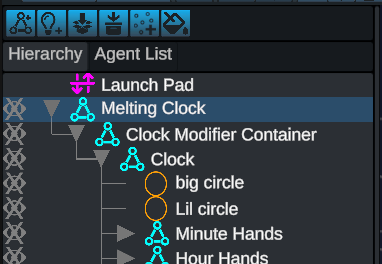 Hierarchy Agent List
Launch Pad
Melting Clock
Clock Modifier Container
Clock
big circle
Lil circle
Minute Hands
Hour Hands